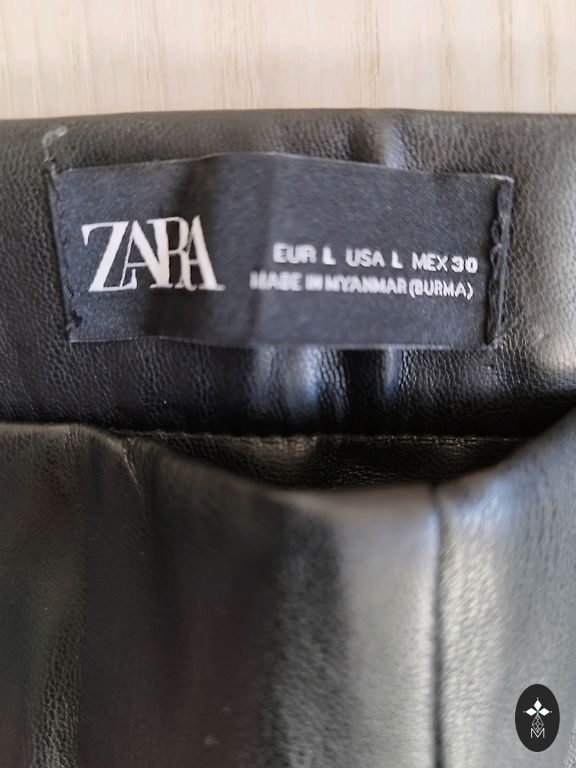 ZARA
EUR L USA L MEX 30
MADE IN MYANMAR (BURMA)
M